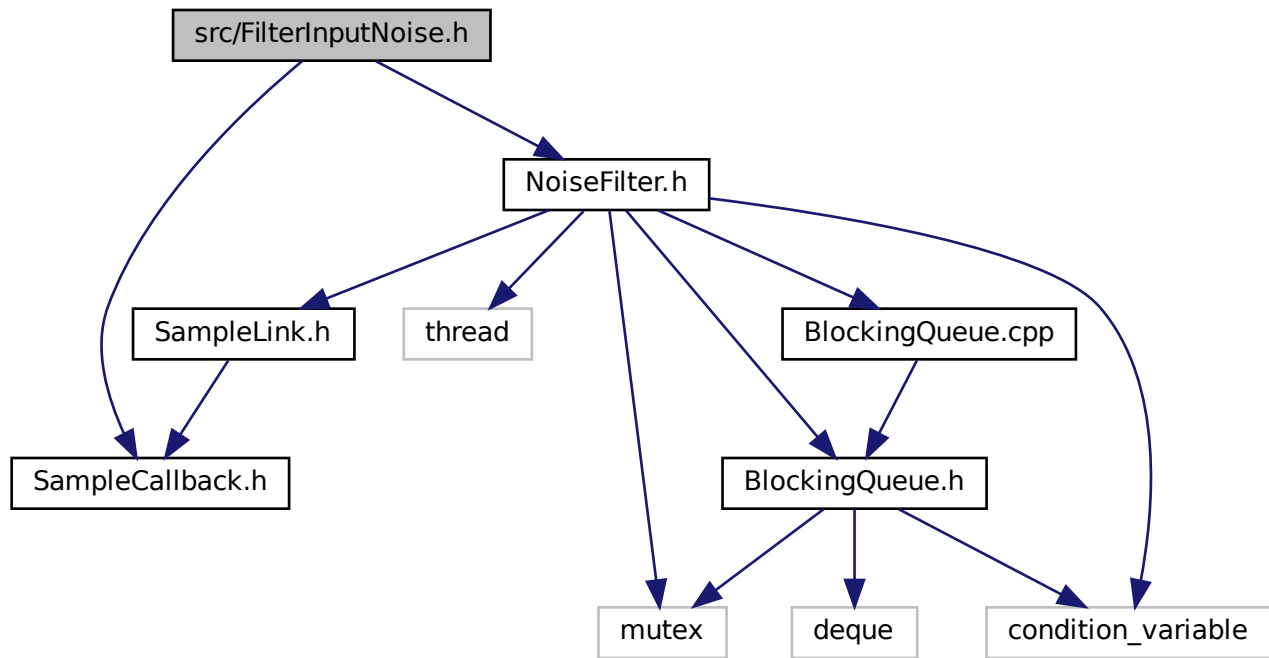 src/FilterInputNoise.h
NoiseFilter.h
SampleLink.h
thread
BlockingQueue.cpp
SampleCallback.h
BlockingQueue.h
mutex
deque
condition_variable